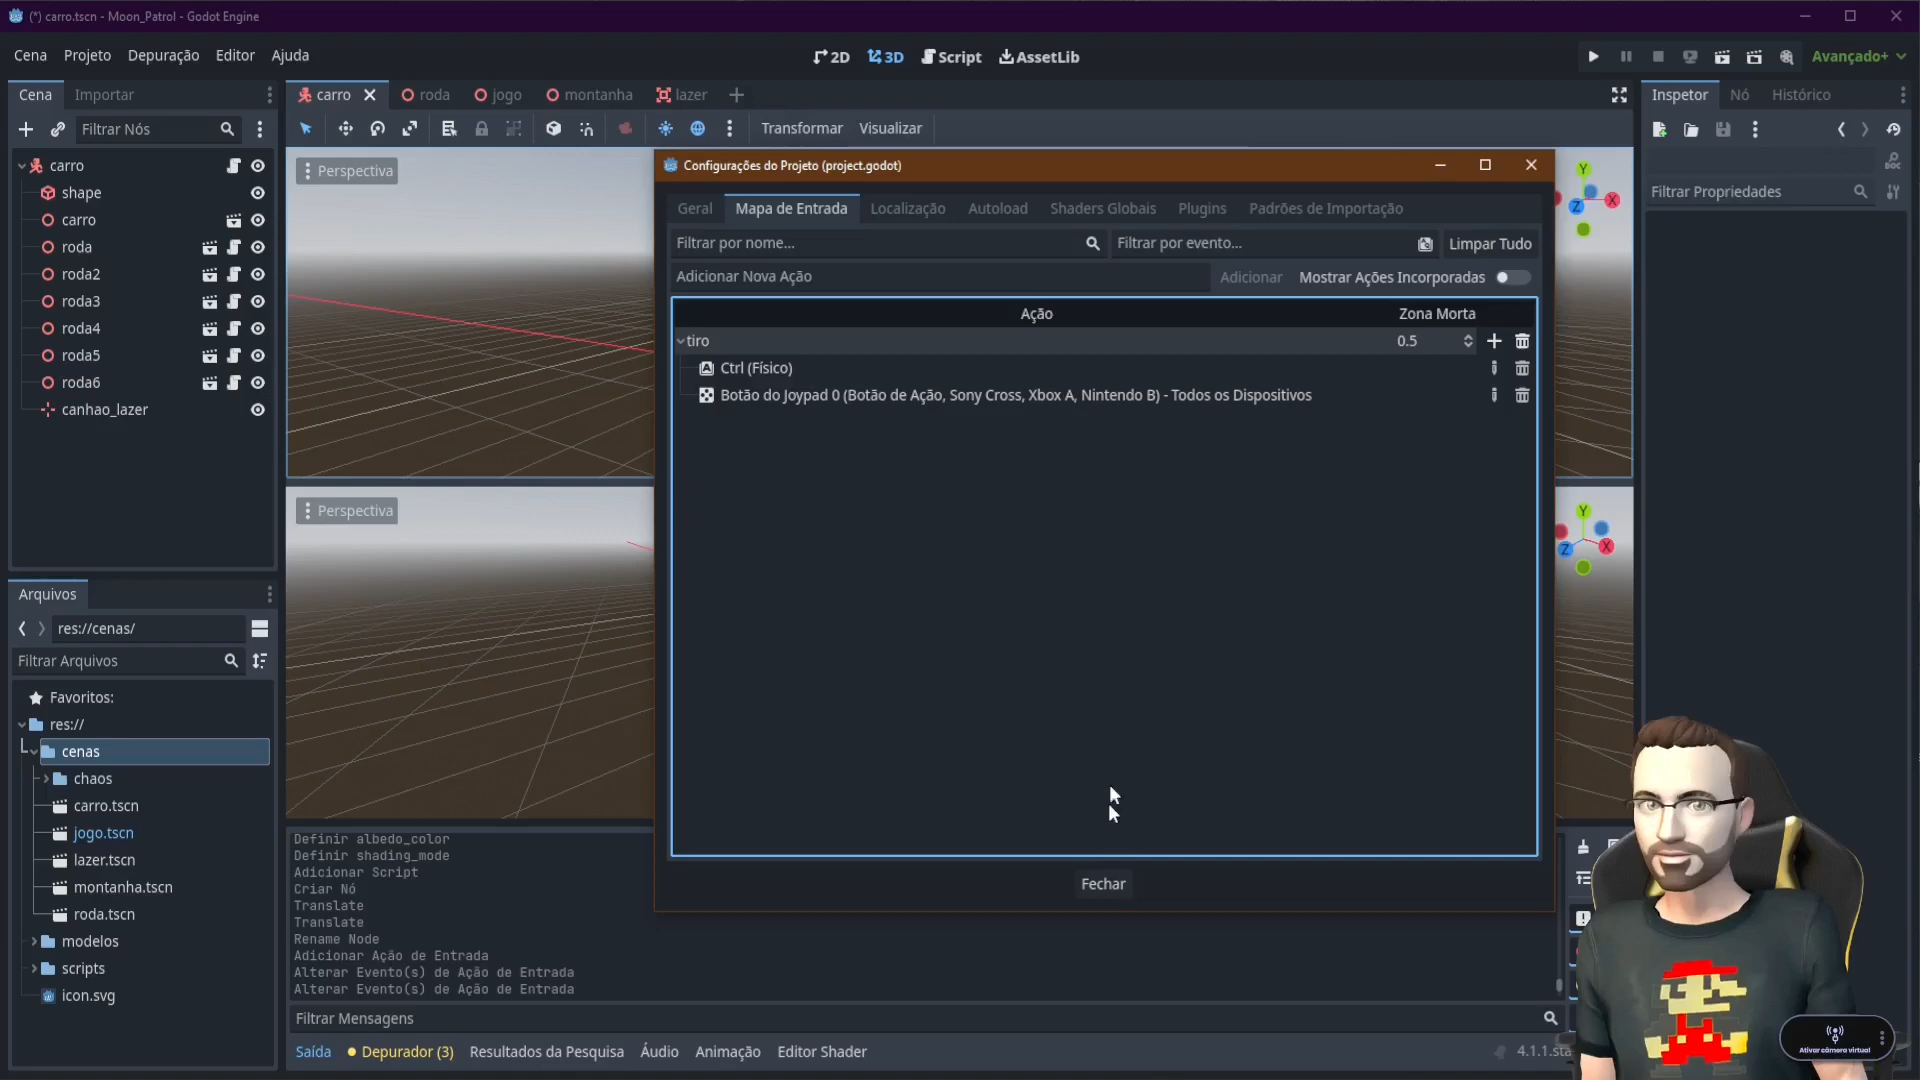 (*) carro.tscn - Moon_Patrol - Godot Engine
Cena Projeto Depuração Editor Ajuda
2D 3D Script AssetLib
Avançado+
Cena Importar
carro roda jogo montanha lazer
Inspetor Nó Histórico
Filtrar Nós
Transformar Visualizar
carro
shape
carro
roda
roda2
roda3
roda4
roda5
roda6
canhao_lazer
Perspectiva
Perspectiva
Y
X
Z
Y
X
Z
Filtrar Propriedades
DOC
Configurações do Projeto (project.godot)
Geral Mapa de Entrada Localização Autoload Shaders Globais Plugins Padrões de Importação
Filtrar por nome... Filtrar por evento... Limpar Tudo
Adicionar Nova Ação Adicionar Mostrar Ações Incorporadas
Ação Zona Morta
tiro 0.5
Ctrl (Físico)
Botão do Joypad 0 (Botão de Ação, Sony Cross, Xbox A, Nintendo B) - Todos os Dispositivos
Fechar
Arquivos
res://cenas/
Filtrar Arquivos
Favoritos:
res://
cenas
chaos
carro.tscn
jogo.tscn
lazer.tscn
montanha.tscn
roda.tscn
modelos
scripts
icon.svg
Definir albedo_color
Definir shading_mode
Adicionar Script
Criar Nó
Translate
Translate
Rename Node
Adicionar Ação de Entrada
Alterar Evento(s) de Ação de Entrada
Alterar Evento(s) de Ação de Entrada
Filtrar Mensagens
Saída Depurador (3) Resultados da Pesquisa Áudio Animação Editor Shader
4.1.1.sta
Ativar câmera virtual